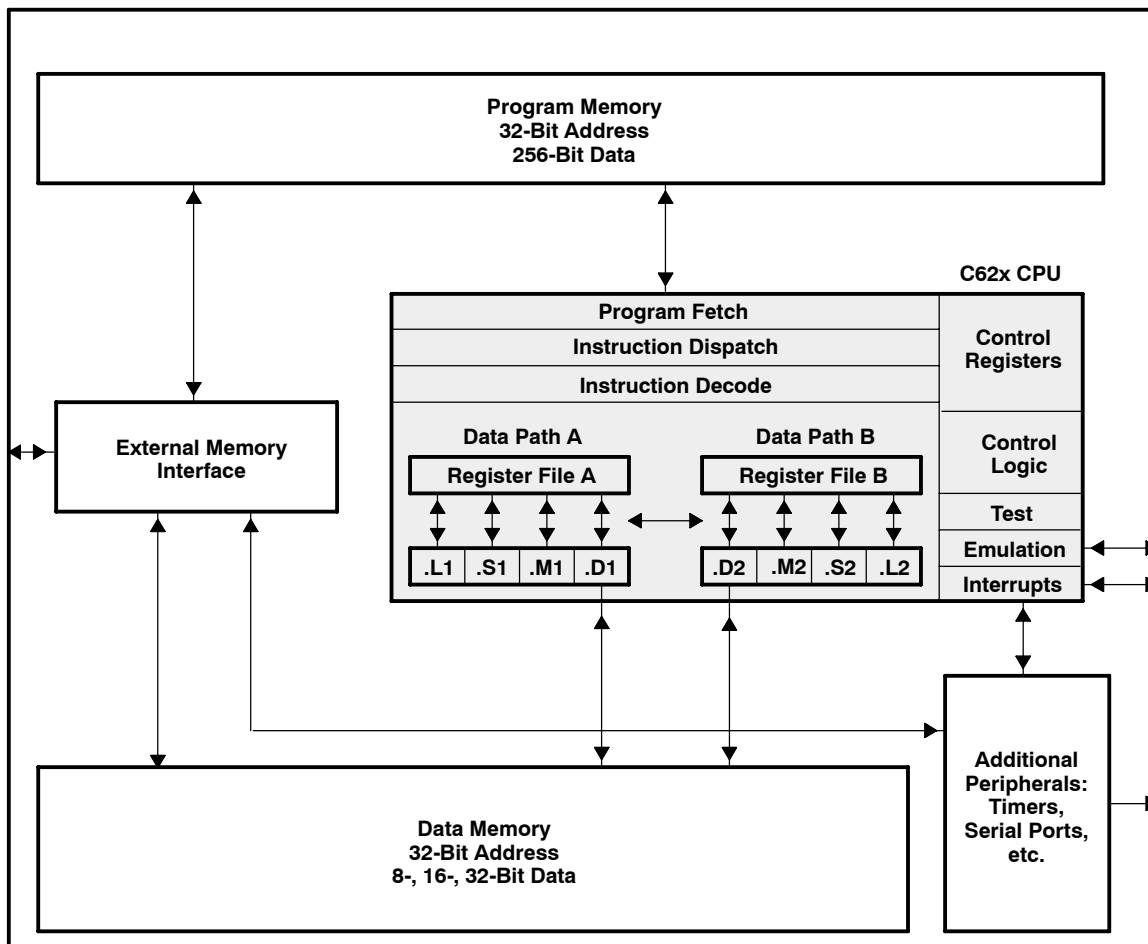 Program Memory
32-Bit Address
256-Bit Data
C62x CPU
Program Fetch
Instruction Dispatch
Instruction Decode
Control
Registers
Data Path A
Data Path B
Control
Logic
External Memory
Interface
Register File A
Register File B
Test
Emulation
Interrupts
.L1
.S1
.M1
.D1
.D2
.M2
.S2
.L2
Additional
Peripherals:
Timers,
Serial Ports,
etc.
Data Memory
32-Bit Address
8-, 16-, 32-Bit Data